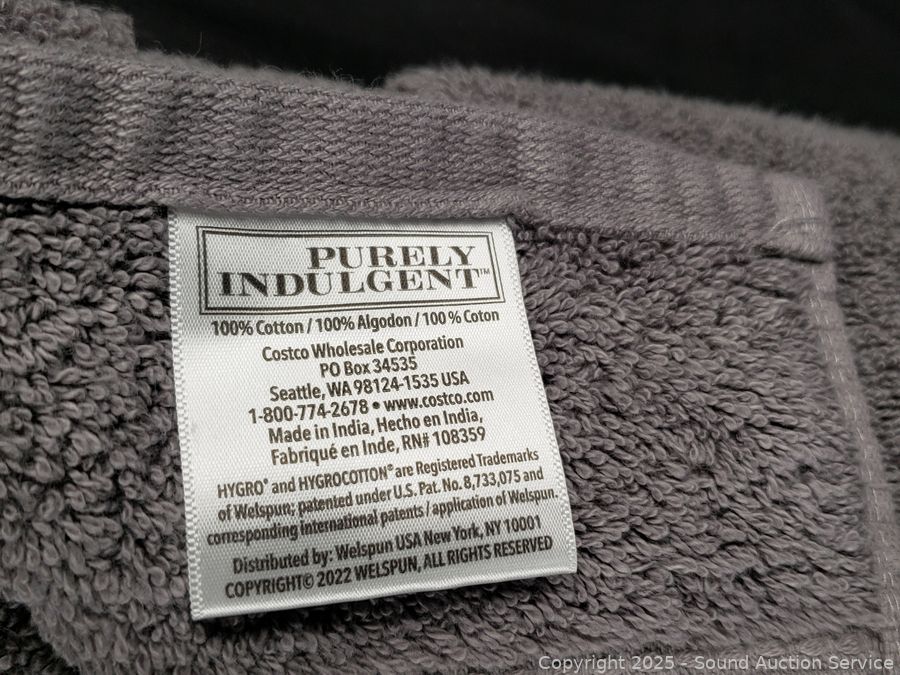 PURELY
INDULGENT™
100% Cotton / 100% Algodon / 100 % Coton
Costco Wholesale Corporation
PO Box 34535
Seattle, WA 98124-1535 USA
1-800-774-2678 • www.costco.com
Made in India, Hecho en India,
Fabriqué en Inde, RN# 108359
HYGRO® and HYGROCOTTON® are Registered Trademarks
of Welspun; patented under U.S. Pat. No. 8,733,075 and
corresponding international patents / application of Welspun.
Distributed by: Welspun USA New York, NY 10001
COPYRIGHT© 2022 WELSPUN, ALL RIGHTS RESERVED
Copyright 2025 - Sound Auction Service